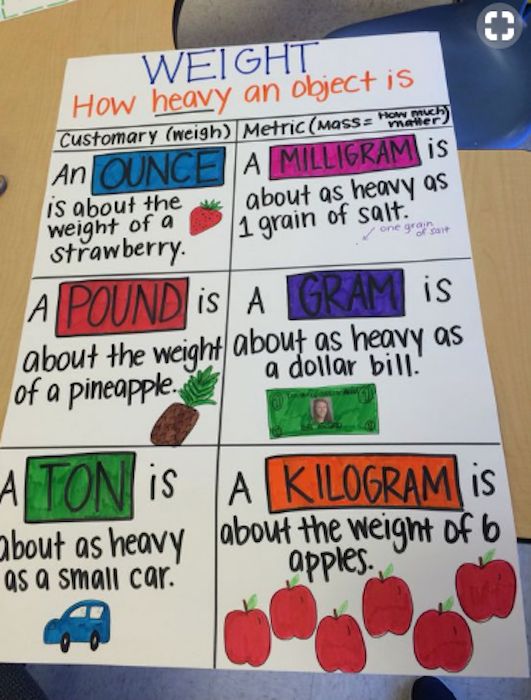 WEIGHT
How heavy an object is
Customary (weigh)
Metric (Mass = How much matter)
An OUNCE
is about the
weight of a
strawberry.
A MILLIGRAM is
about as heavy as
1 grain of salt.
one grain
of salt
A POUND is
about the weight
of a pineapple.
A GRAM is
about as heavy as
a dollar bill.
A TON is
about as heavy
as a small car.
A KILOGRAM is
about the weight of 6
apples.